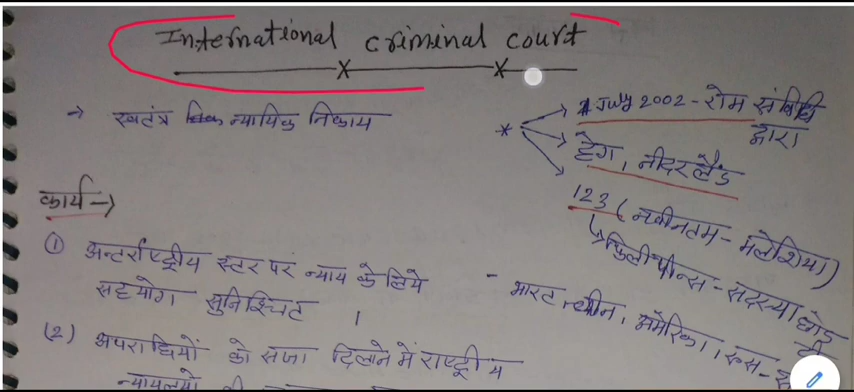 International criminal court
→ स्वतंत्र न्यायिक निकाय
* → 1 July 2002 - रोम संविधि द्वारा
→ हेग, नीदरलैंड
→ 123 (नवीनतम - मलेशिया)
↳ फिलीपीन्स - सदस्यता छोड़ दी
- भारत, चीन, अमेरिका, रूस -
कार्य →
① अन्तर्राष्ट्रीय स्तर पर न्याय के लिये
सहयोग सुनिश्चित ।
(2) अपराधियों को सजा दिलाने में राष्ट्रीय